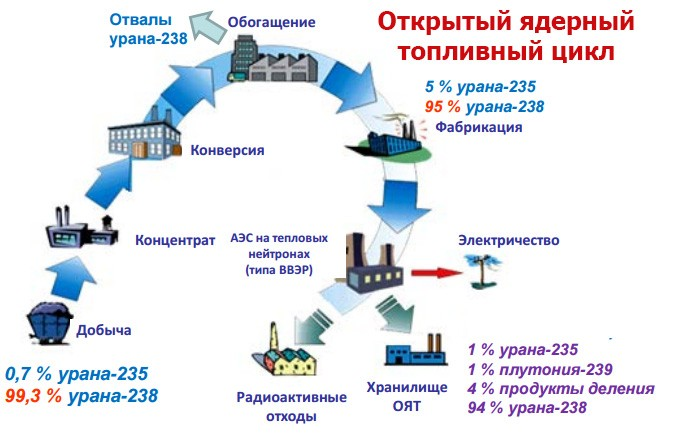 Открытый ядерный
топливный цикл
Отвалы
урана-238
Обогащение
5 % урана-235
95 % урана-238
Фабрикация
Конверсия
Концентрат
АЭС на тепловых
нейтронах
(типа ВВЭР)
Электричество
Добыча
0,7 % урана-235
99,3 % урана-238
Радиоактивные
отходы
Хранилище
ОЯТ
1 % урана-235
1 % плутония-239
4 % продукты деления
94 % урана-238